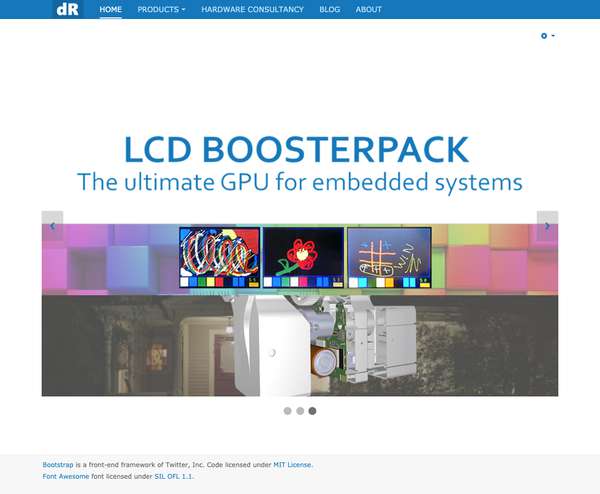 dR
HOME PRODUCTS HARDWARE CONSULTANCY BLOG ABOUT
LCD BOOSTERPACK
The ultimate GPU for embedded systems
Bootstrap is a front-end framework of Twitter, Inc. Code licensed under MIT License.
Font Awesome font licensed under SIL OFL 1.1.